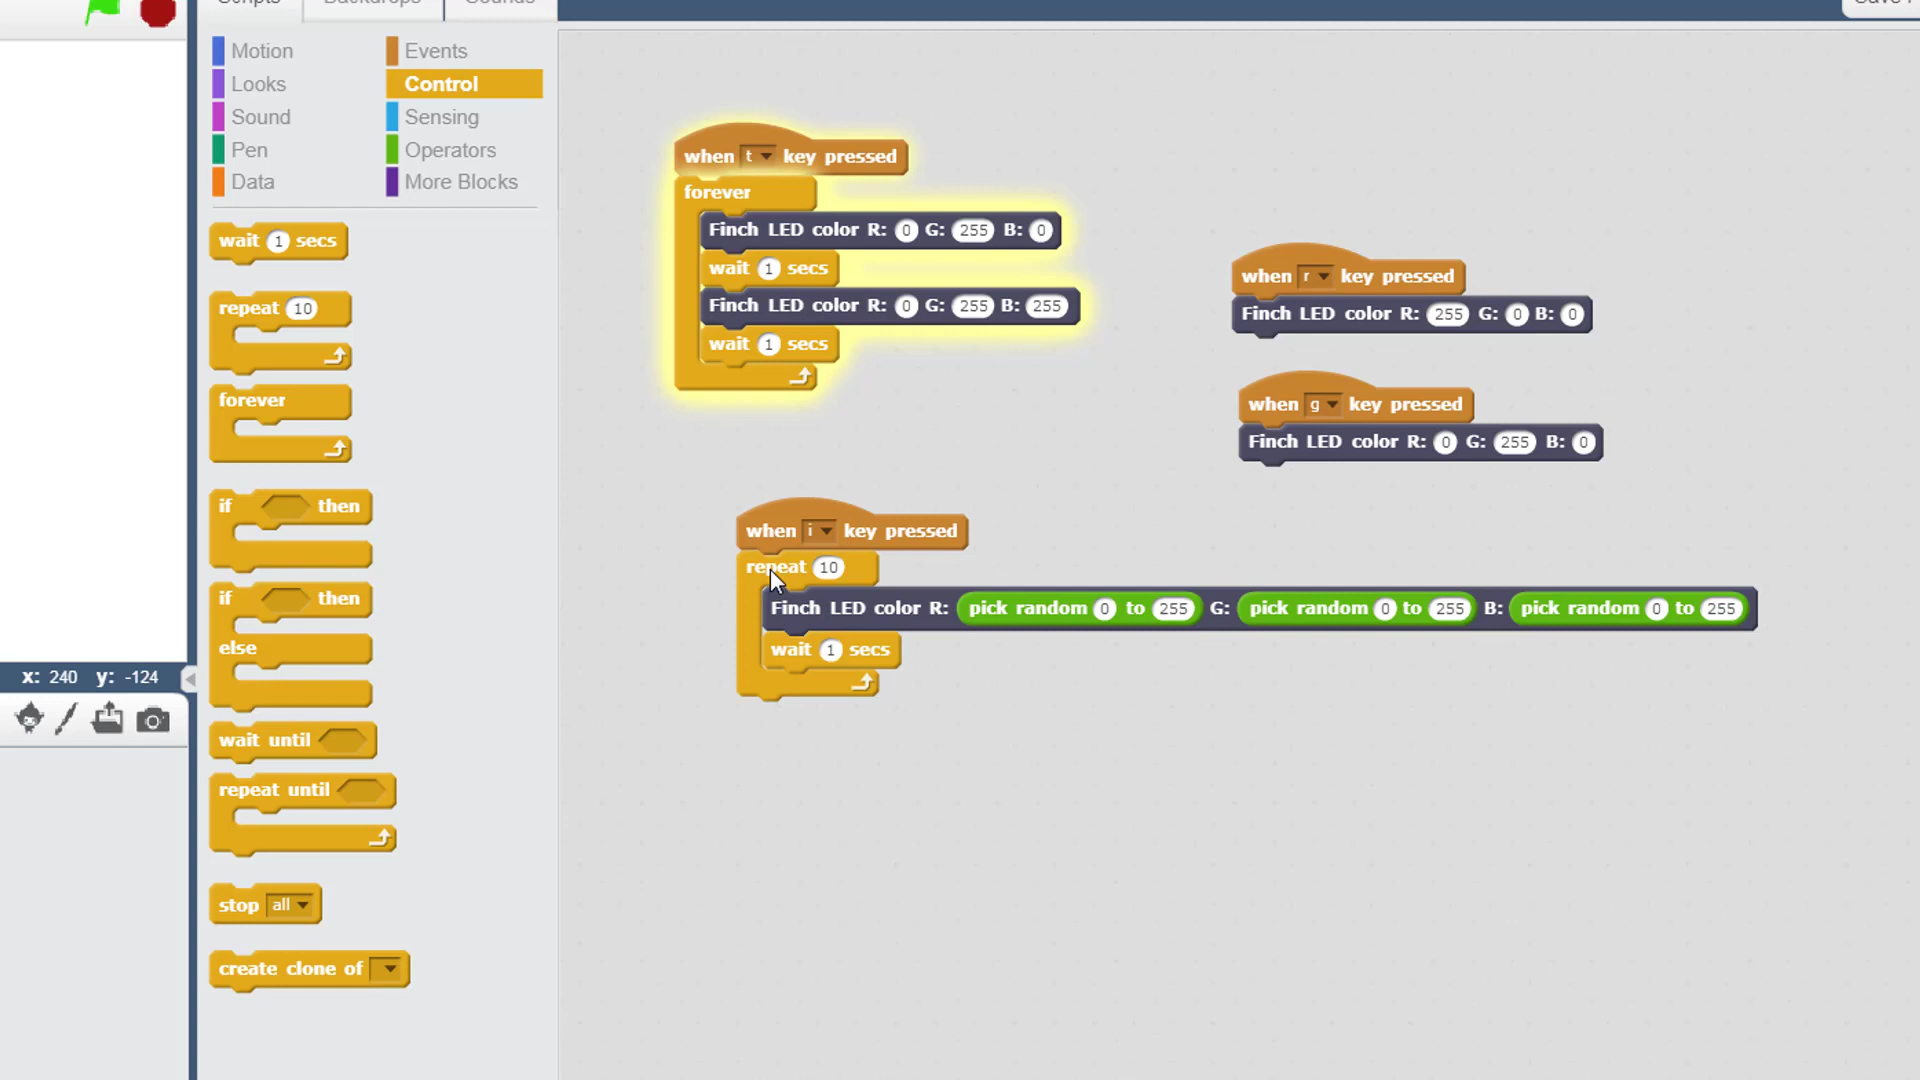 Scripts
Backdrops
Sounds
Motion
Events
Looks
Control
Sound
Sensing
Pen
Operators
Data
More Blocks
wait 1 secs
repeat 10
forever
if then
if then
else
wait until
repeat until
stop all
create clone of
x: 240 y: -124
when t key pressed
forever
Finch LED color R: 0 G: 255 B: 0
wait 1 secs
Finch LED color R: 0 G: 255 B: 255
wait 1 secs
when r key pressed
Finch LED color R: 255 G: 0 B: 0
when g key pressed
Finch LED color R: 0 G: 255 B: 0
when i key pressed
repeat 10
Finch LED color R: pick random 0 to 255 G: pick random 0 to 255 B: pick random 0 to 255
wait 1 secs